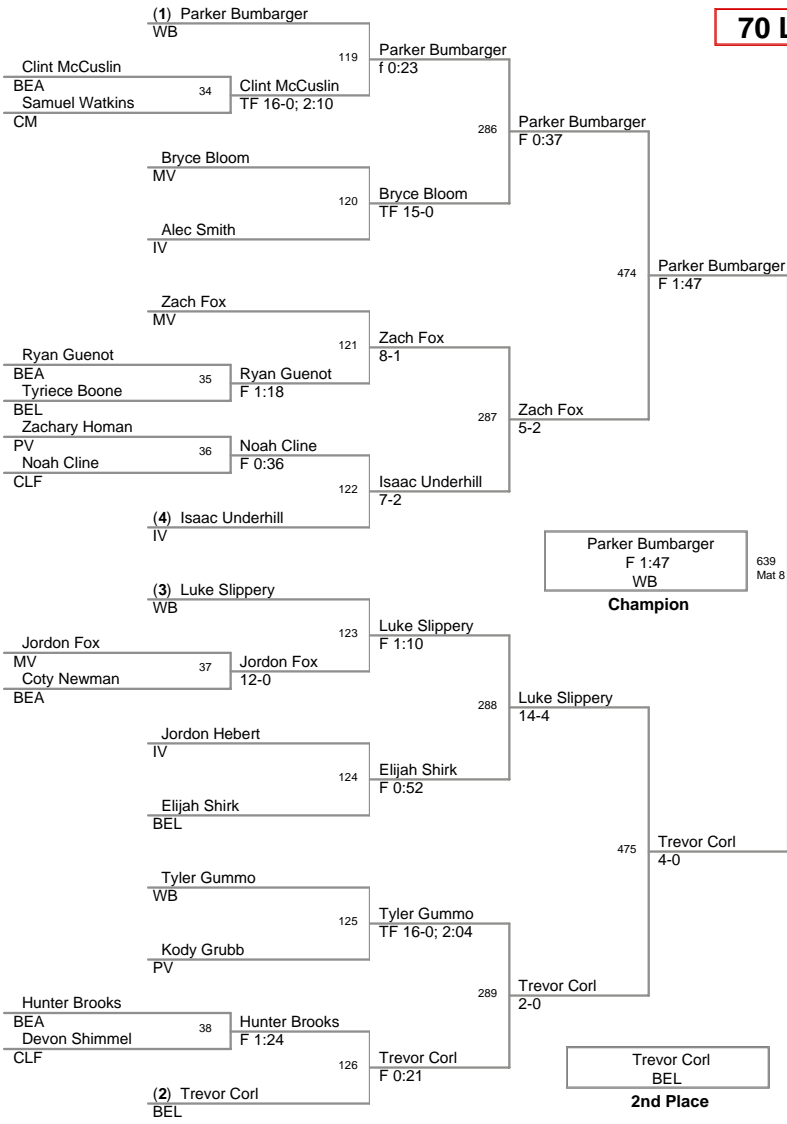 (1) Parker Bumbarger
WB
70 L
119
Parker Bumbarger
f 0:23
Clint McCuslin
BEA
34
Clint McCuslin
TF 16-0; 2:10
Samuel Watkins
CM
286
Parker Bumbarger
F 0:37
Bryce Bloom
MV
120
Bryce Bloom
TF 15-0
Alec Smith
IV
474
Parker Bumbarger
F 1:47
Zach Fox
MV
121
Zach Fox
8-1
Ryan Guenot
BEA
35
Ryan Guenot
F 1:18
Tyriece Boone
BEL
287
Zach Fox
5-2
Zachary Homan
PV
36
Noah Cline
F 0:36
Noah Cline
CLF
122
Isaac Underhill
7-2
(4) Isaac Underhill
IV
Parker Bumbarger
F 1:47
WB
639
Mat 8
Champion
(3) Luke Slippery
WB
123
Luke Slippery
F 1:10
Jordon Fox
MV
37
Jordon Fox
12-0
Coty Newman
BEA
288
Luke Slippery
14-4
Jordon Hebert
IV
124
Elijah Shirk
F 0:52
Elijah Shirk
BEL
475
Trevor Corl
4-0
Tyler Gummo
WB
125
Tyler Gummo
TF 16-0; 2:04
Kody Grubb
PV
289
Trevor Corl
2-0
Hunter Brooks
BEA
38
Hunter Brooks
F 1:24
Devon Shimmel
CLF
126
Trevor Corl
F 0:21
(2) Trevor Corl
BEL
Trevor Corl
BEL
2nd Place